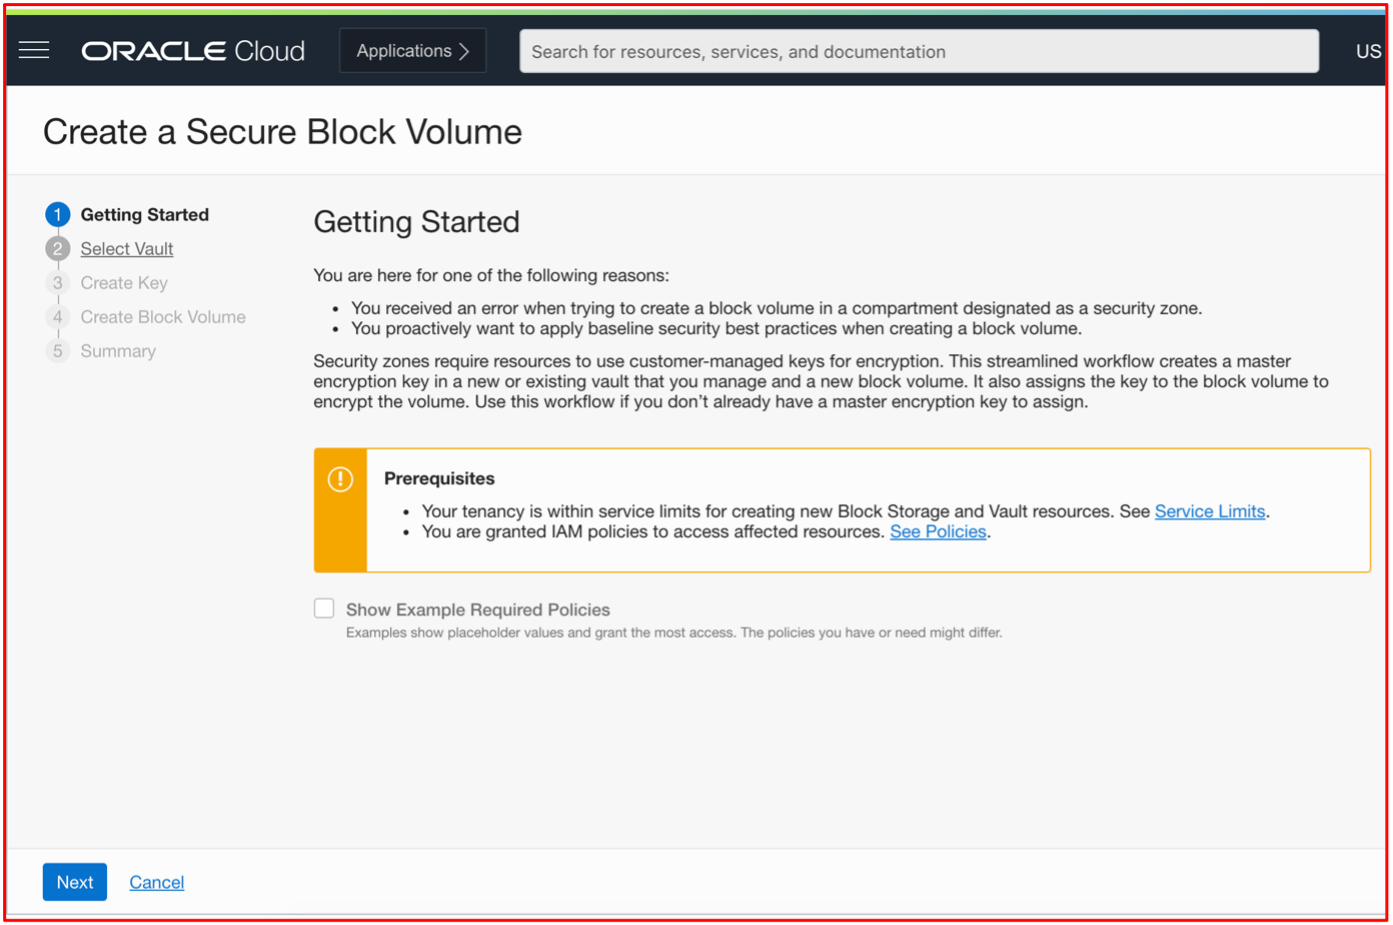 ORACLE Cloud
Applications
Search for resources, services, and documentation
US
Create a Secure Block Volume
1 Getting Started
2 Select Vault
3 Create Key
4 Create Block Volume
5 Summary
Getting Started
You are here for one of the following reasons:
• You received an error when trying to create a block volume in a compartment designated as a security zone.
• You proactively want to apply baseline security best practices when creating a block volume.
Security zones require resources to use customer-managed keys for encryption. This streamlined workflow creates a master
encryption key in a new or existing vault that you manage and a new block volume. It also assigns the key to the block volume to
encrypt the volume. Use this workflow if you don’t already have a master encryption key to assign.
Prerequisites
• Your tenancy is within service limits for creating new Block Storage and Vault resources. See Service Limits.
• You are granted IAM policies to access affected resources. See Policies.
Show Example Required Policies
Examples show placeholder values and grant the most access. The policies you have or need might differ.
Next
Cancel